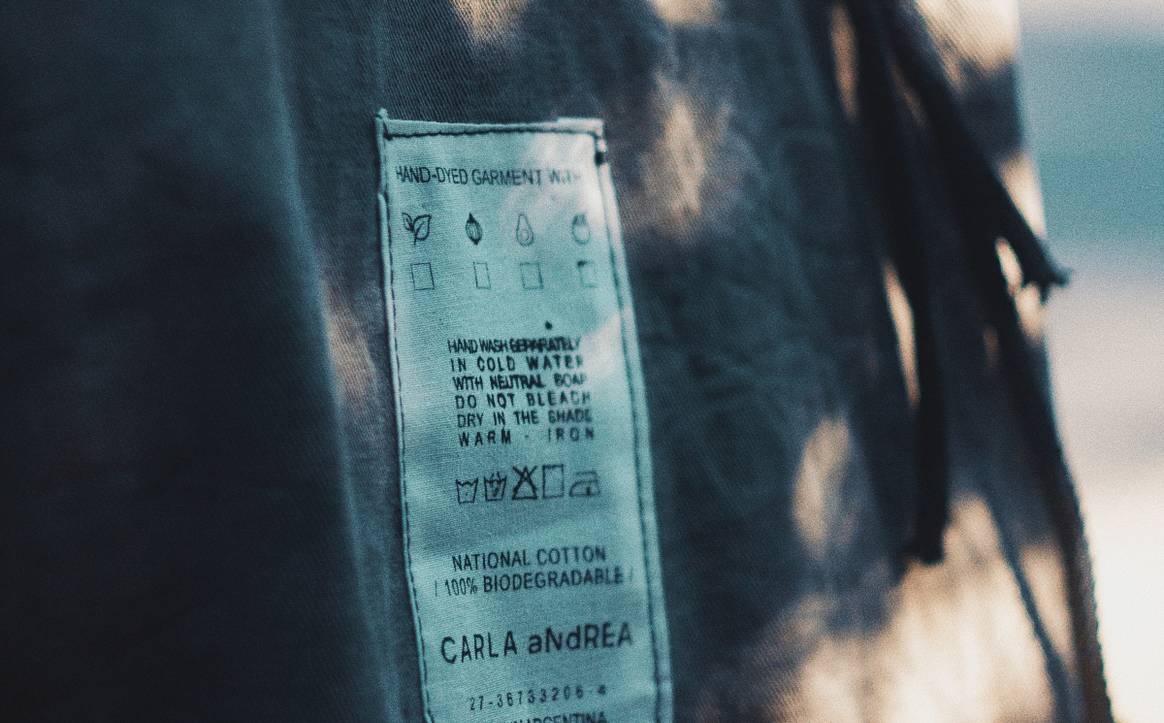 HAND-DYED GARMENT WITH
HAND WASH SEPARATELY
IN COLD WATER
WITH NEUTRAL SOAP
DO NOT BLEACH
DRY IN THE SHADE
WARM - IRON
NATIONAL COTTON
/ 100% BIODEGRADABLE /
CARLA aNdREA
27-36733206-4
ARGENTINA